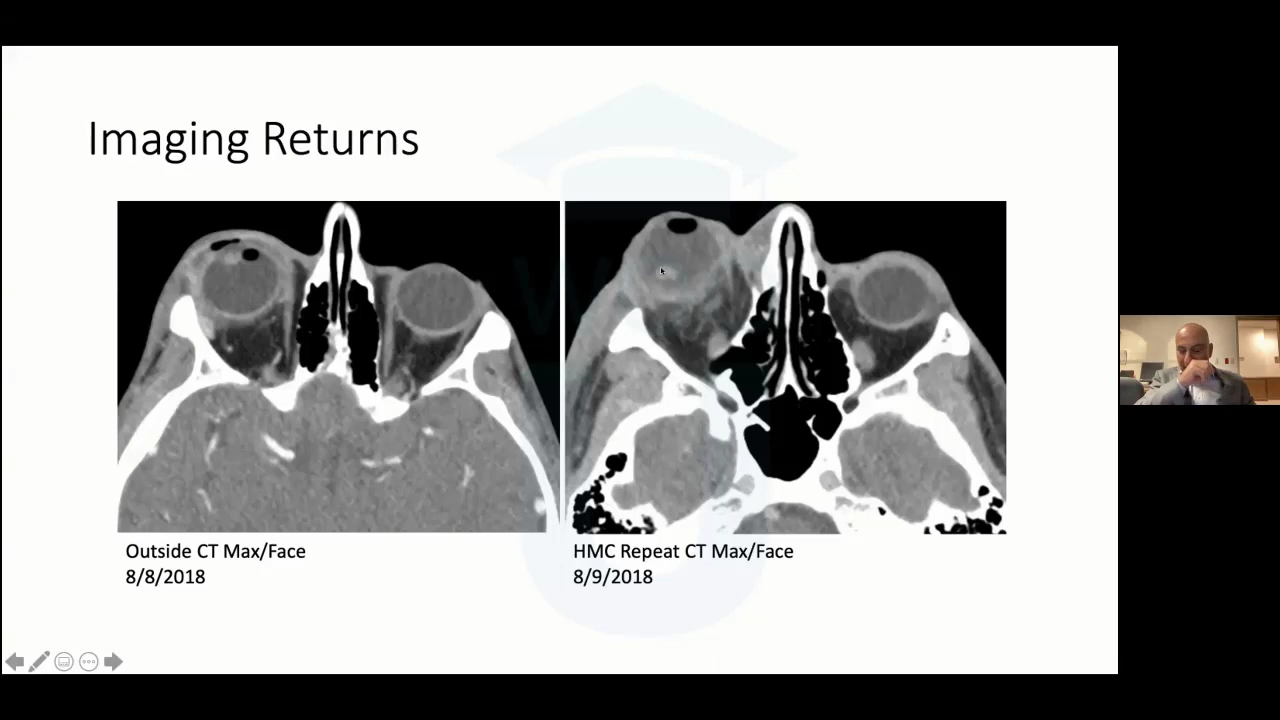 Imaging Returns
Outside CT Max/Face
8/8/2018
HMC Repeat CT Max/Face
8/9/2018